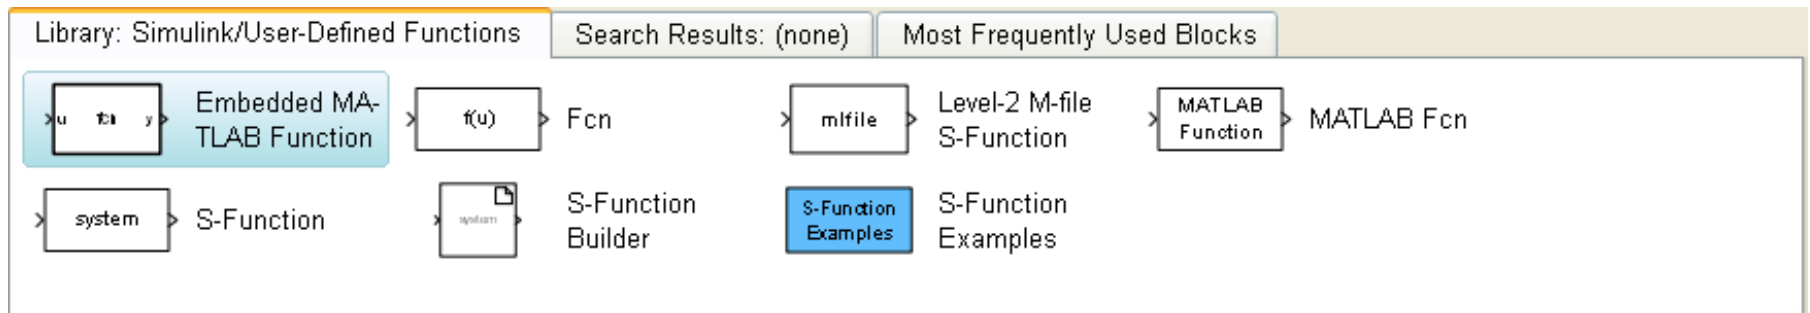 Library: Simulink/User-Defined Functions
Search Results: (none)
Most Frequently Used Blocks
u fcn y
Embedded MA-
TLAB Function
f(u)
Fcn
mlfile
Level-2 M-file
S-Function
MATLAB
Function
MATLAB Fcn
system
S-Function
system
S-Function
Builder
S-Function
Examples
S-Function
Examples